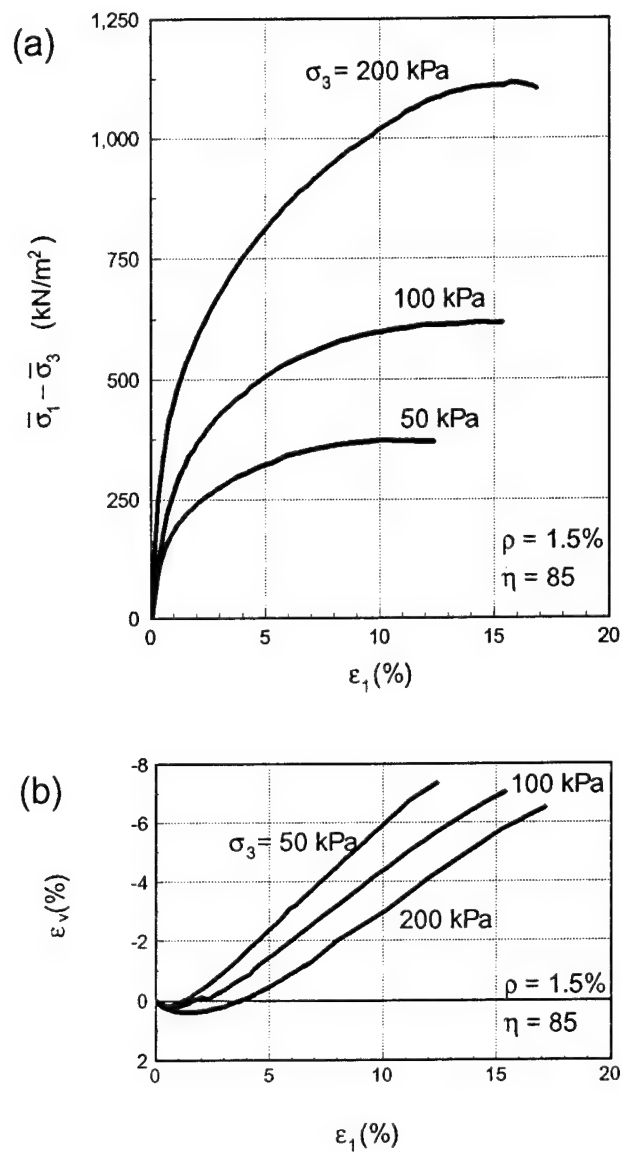 (a)
1,250
1,000
750
500
250
0
σ̅₁ – σ̅₃ (kN/m²)
σ₃ = 200 kPa
100 kPa
50 kPa
ρ = 1.5%
η = 85
0 5 10 15 20
ε₁(%)
(b)
-8
-6
-4
-2
0
2
εᵥ(%)
σ₃ = 50 kPa
100 kPa
200 kPa
ρ = 1.5%
η = 85
0 5 10 15 20
ε₁(%)